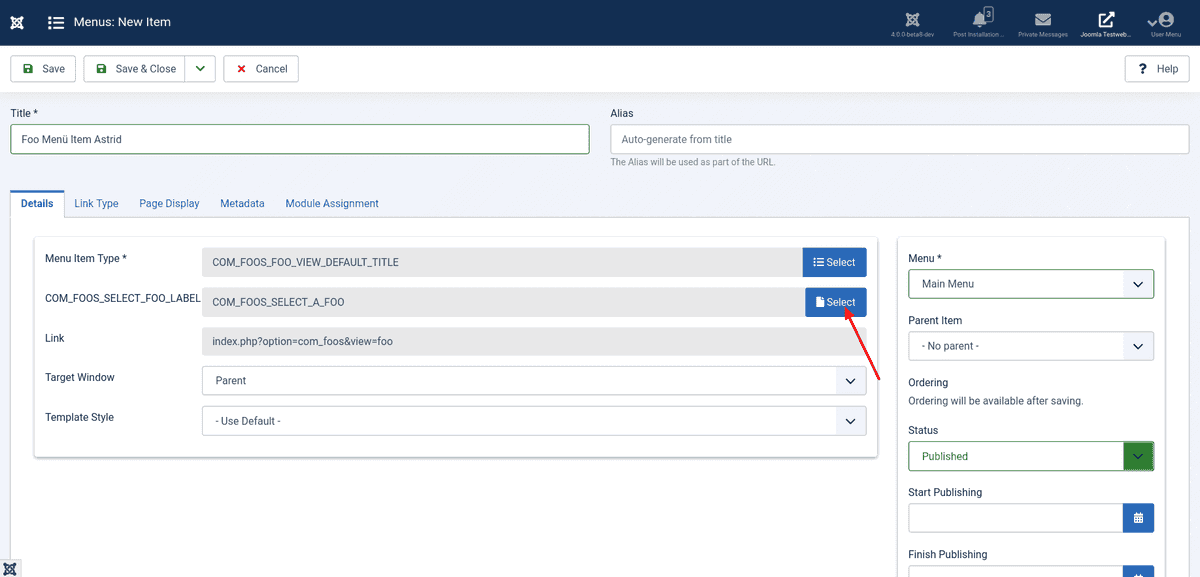 Menus: New Item
3
4.0.0-beta8-dev
Post Installation ...
Private Messages
Joomla Testweb...
User Menu
Save
Save & Close
Cancel
? Help
Title *
Foo Menü Item Astrid
Alias
Auto-generate from title
The Alias will be used as part of the URL.
Details
Link Type
Page Display
Metadata
Module Assignment
Menu Item Type *
COM_FOOS_FOO_VIEW_DEFAULT_TITLE
Select
COM_FOOS_SELECT_FOO_LABEL
COM_FOOS_SELECT_A_FOO
Select
Link
index.php?option=com_foos&view=foo
Target Window
Parent
Template Style
- Use Default -
Menu *
Main Menu
Parent Item
- No parent -
Ordering
Ordering will be available after saving.
Status
Published
Start Publishing
Finish Publishing